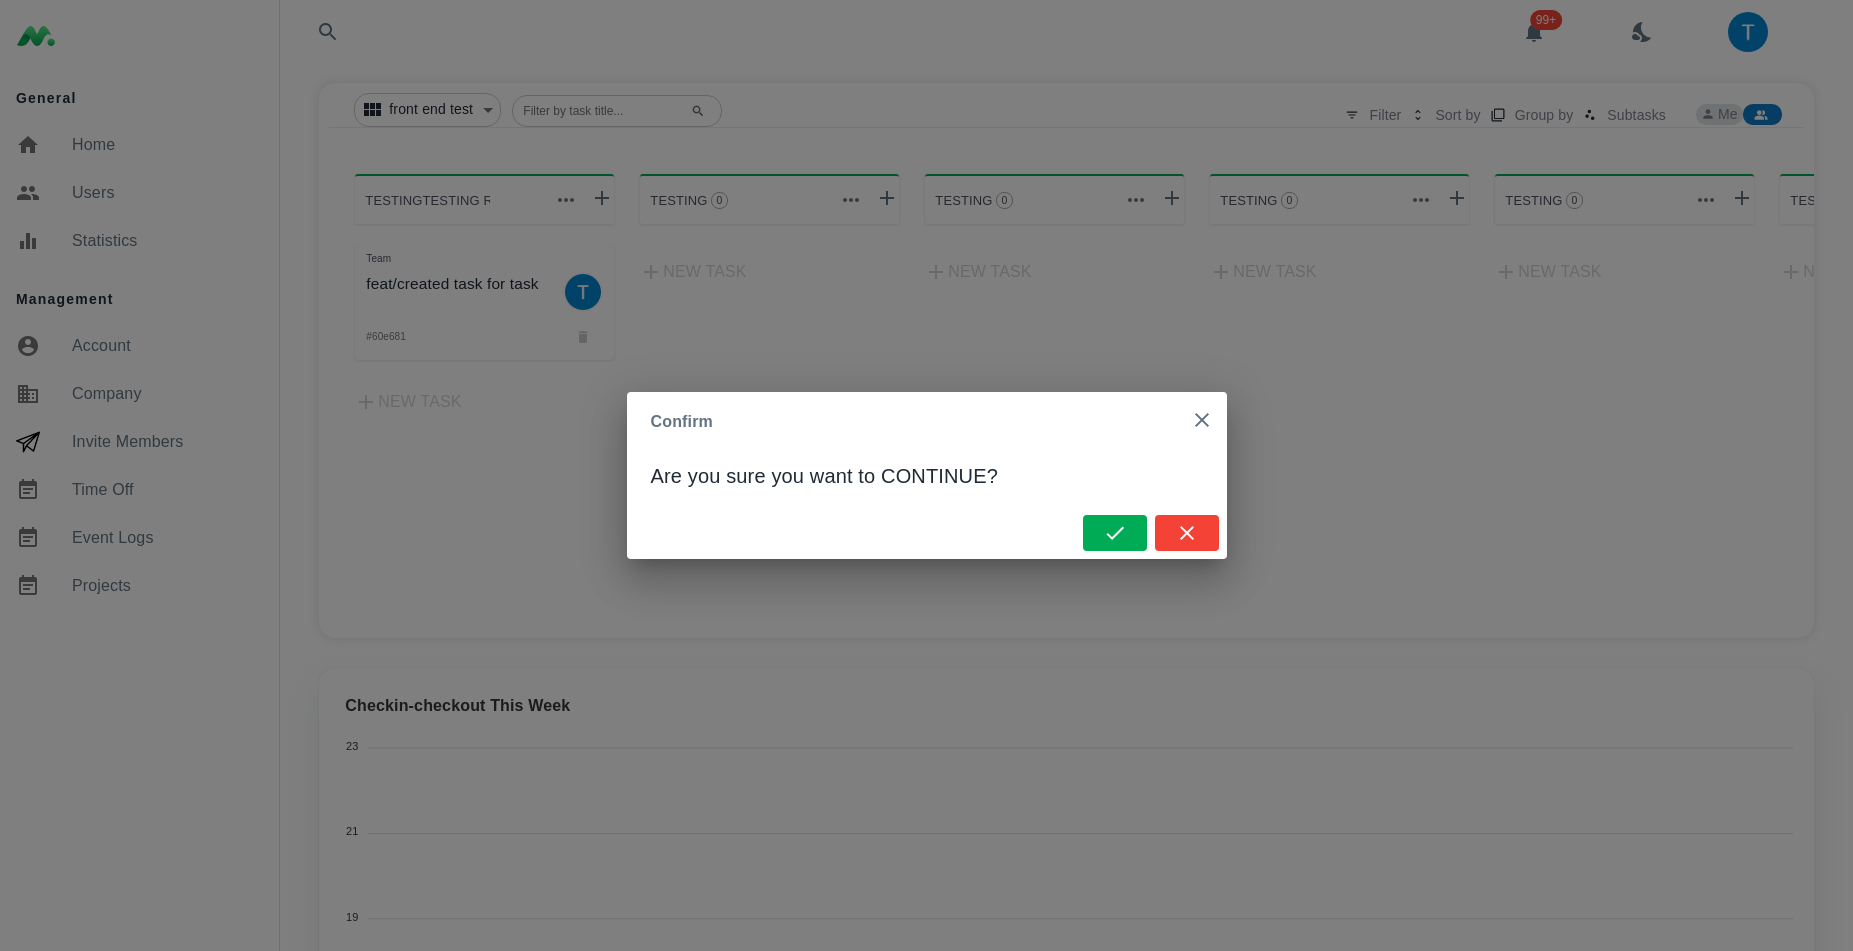 General
Home
Users
Statistics
Management
Account
Company
Invite Members
Time Off
Event Logs
Projects
99+
T
front end test
Filter by task title...
Filter
Sort by
Group by
Subtasks
Me
TESTINGTESTING
TESTING 0
TESTING 0
TESTING 0
TESTING 0
TES
Team
feat/created task for task
T
#60e681
NEW TASK
NEW TASK
NEW TASK
NEW TASK
NEW TASK
N
Confirm
Are you sure you want to CONTINUE?
Checkin-checkout This Week
23
21
19